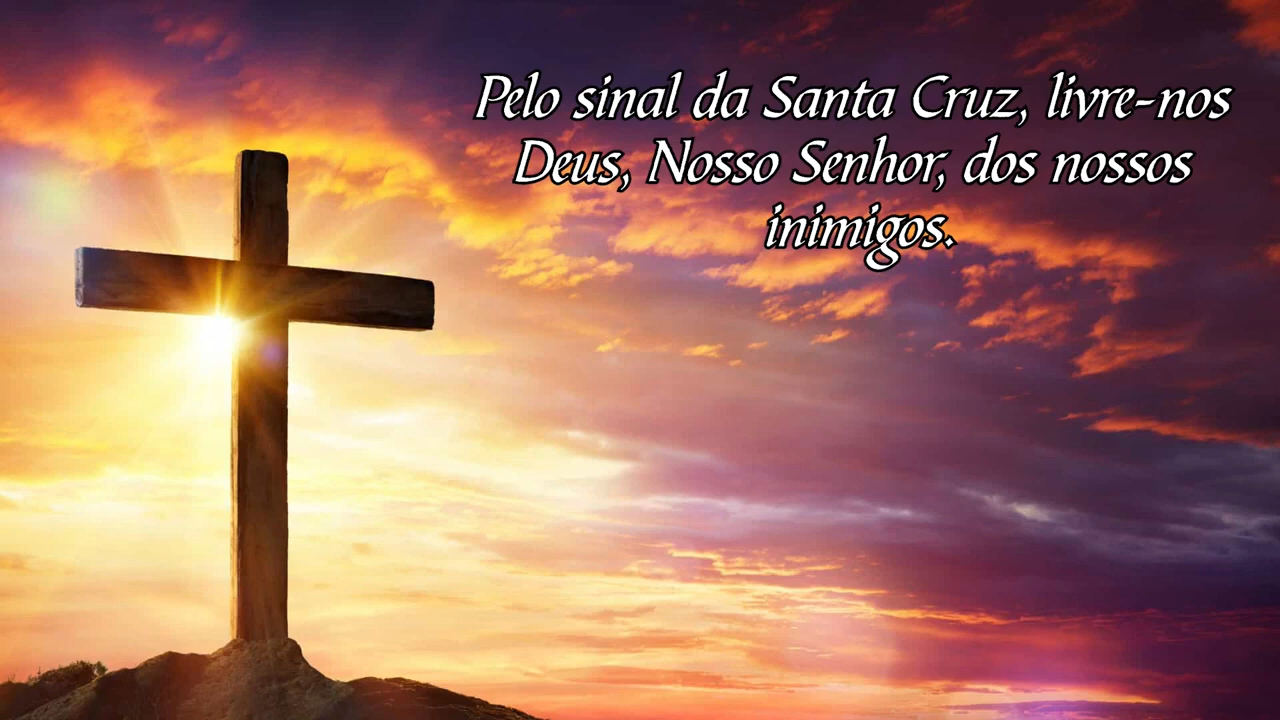 Pelo sinal da Santa Cruz, livre-nos
Deus, Nosso Senhor, dos nossos
inimigos.